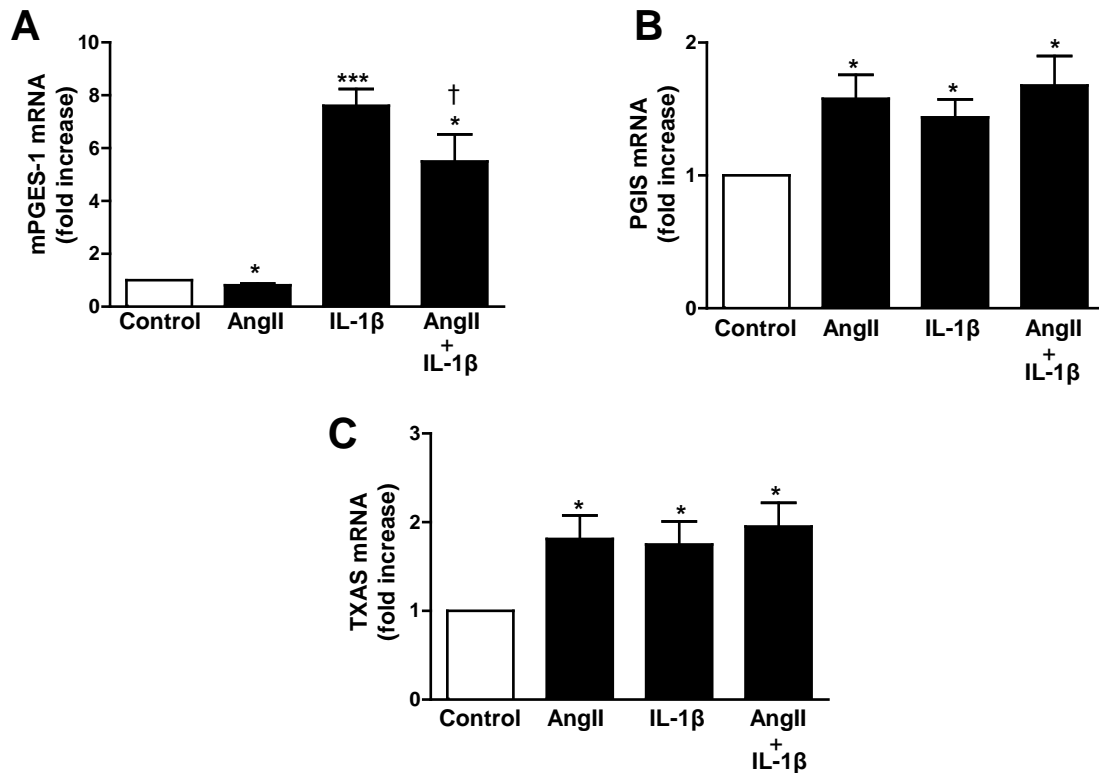 A
mPGES-1 mRNA
(fold increase)
10
8
6
4
2
0
***
†
*
*
Control
AngII
IL-1β
AngII
+
IL-1β
B
PGIS mRNA
(fold increase)
2
1
0
*
*
*
Control
AngII
IL-1β
AngII
+
IL-1β
C
TXAS mRNA
(fold increase)
3
2
1
0
*
*
*
Control
AngII
IL-1β
AngII
+
IL-1β